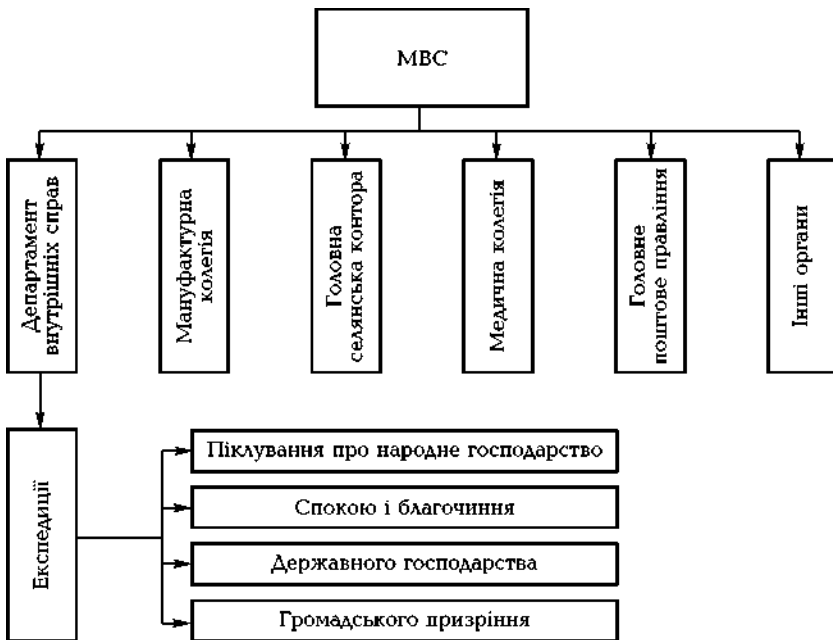 МВС
Департамент
внутрішніх справ
Мануфактурна
колегія
Головна
селянська контора
Медична колегія
Головне
поштове правління
Інші органи
Експедиції
Піклування про народне господарство
Спокою і благочиння
Державного господарства
Громадського призріння